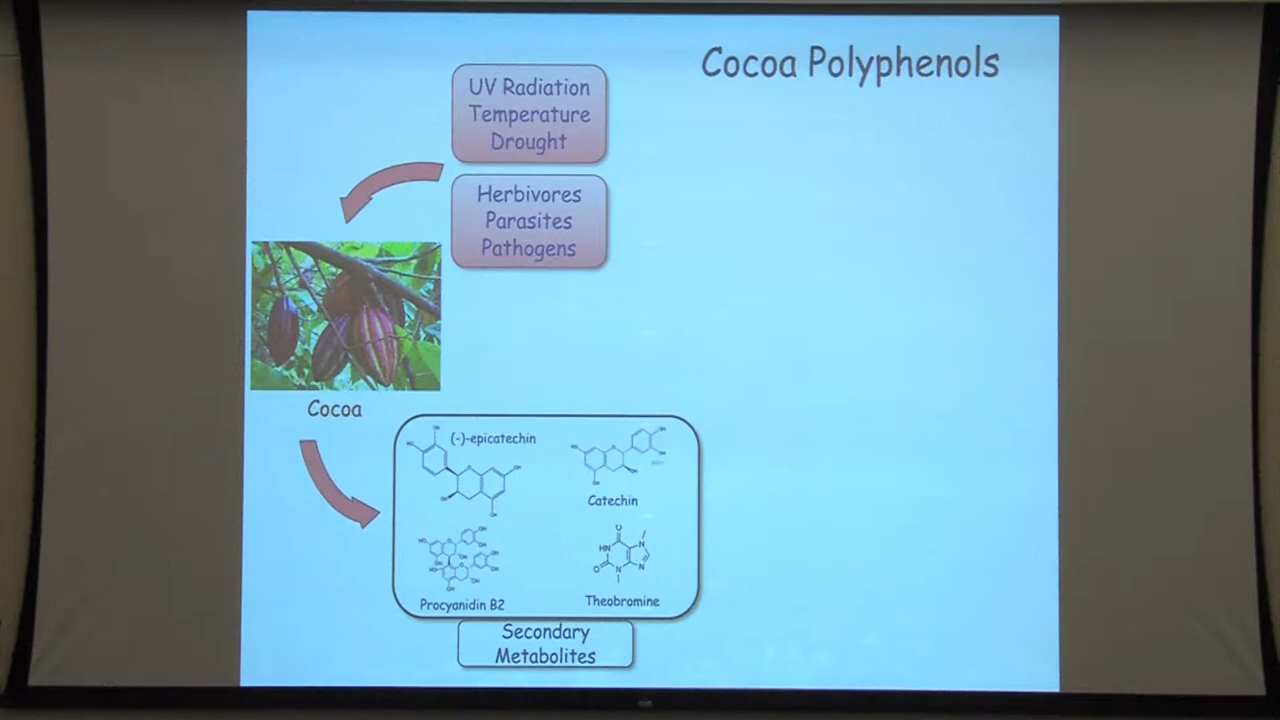 Cocoa Polyphenols
UV Radiation
Temperature
Drought
Herbivores
Parasites
Pathogens
Cocoa
(-)-epicatechin
Catechin
Procyanidin B2
Theobromine
Secondary
Metabolites